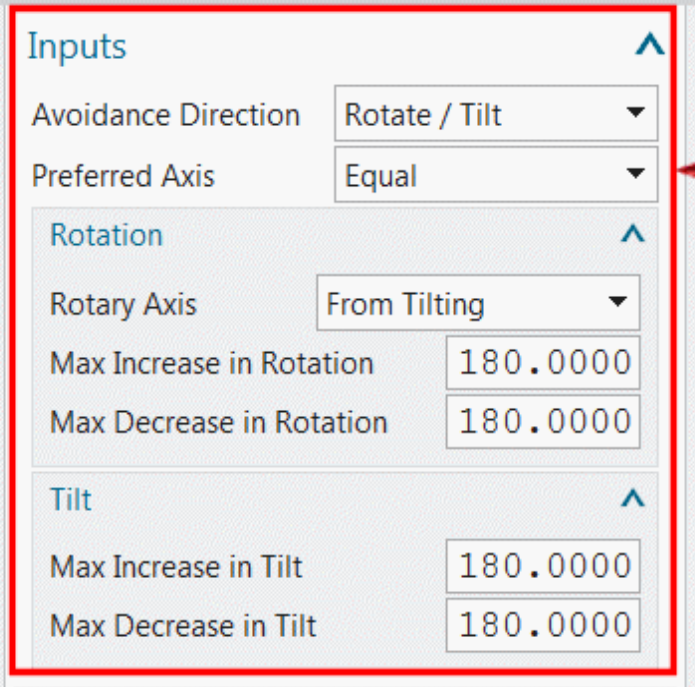 Inputs
Avoidance Direction Rotate / Tilt
Preferred Axis Equal
Rotation
Rotary Axis From Tilting
Max Increase in Rotation 180.0000
Max Decrease in Rotation 180.0000
Tilt
Max Increase in Tilt 180.0000
Max Decrease in Tilt 180.0000